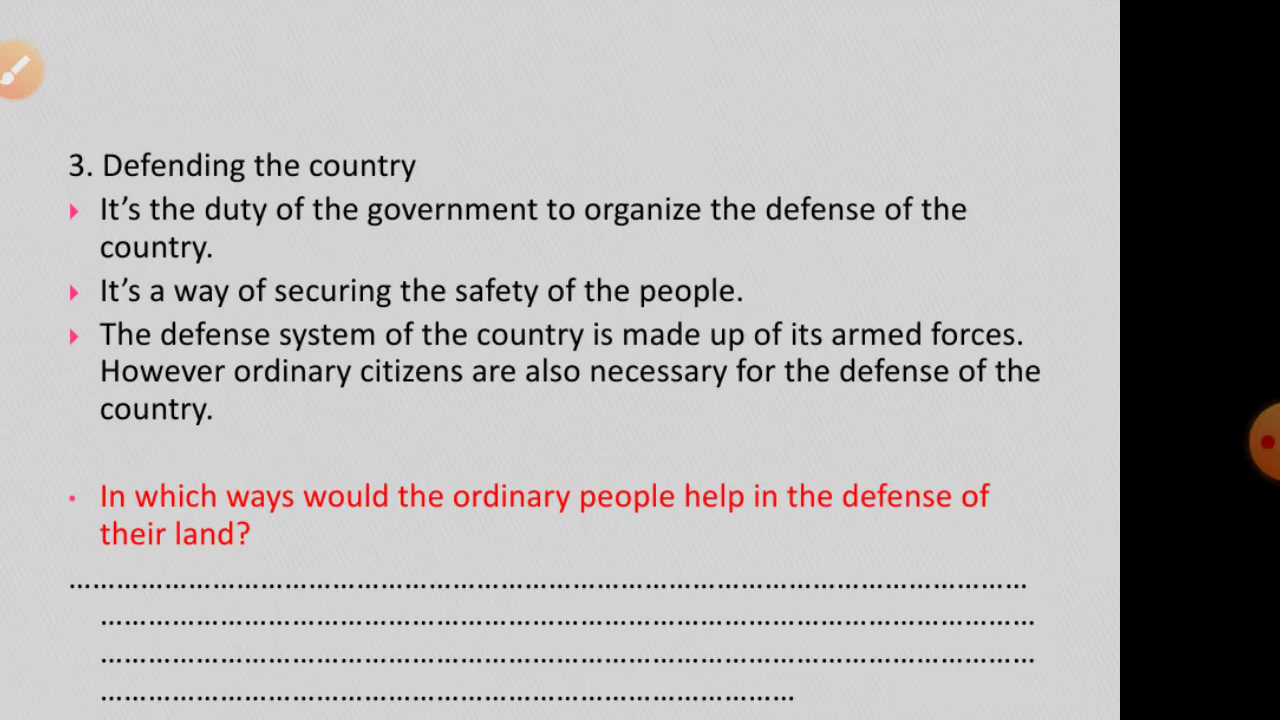 3. Defending the country
It's the duty of the government to organize the defense of the
country.
It's a way of securing the safety of the people.
The defense system of the country is made up of its armed forces.
However ordinary citizens are also necessary for the defense of the
country.
In which ways would the ordinary people help in the defense of
their land?
………………………………………………………………………………………………………
……………………………………………………………………………………………………
……………………………………………………………………………………………………
…………………………………………………………………………